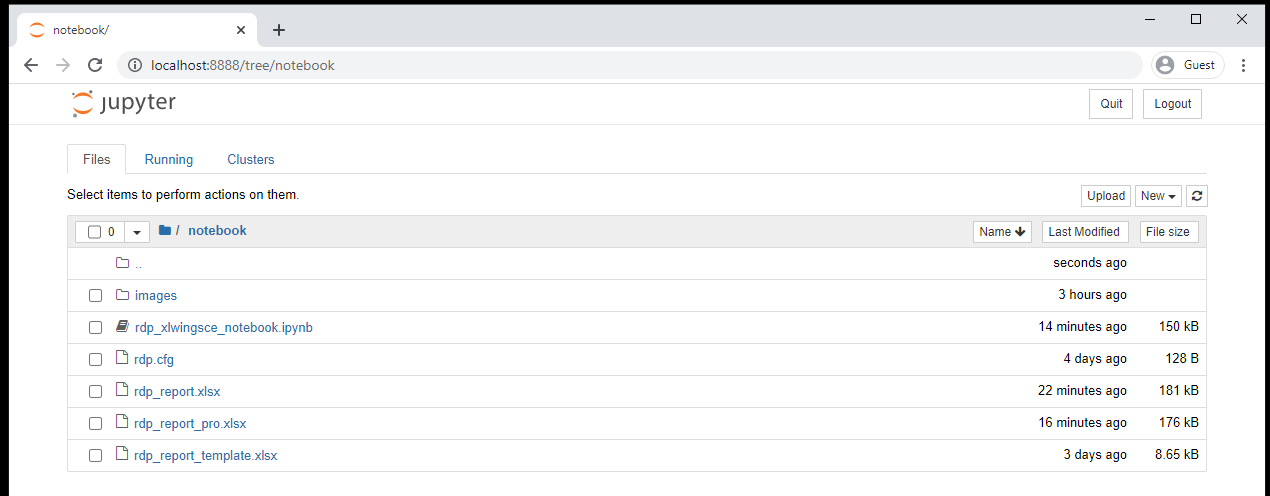 notebook/
localhost:8888/tree/notebook
Guest
jupyter
Quit
Logout
Files
Running
Clusters
Select items to perform actions on them.
Upload
New
0
/ notebook
Name
Last Modified
File size
..
seconds ago
images
3 hours ago
rdp_xlwingsce_notebook.ipynb
14 minutes ago
150 kB
rdp.cfg
4 days ago
128 B
rdp_report.xlsx
22 minutes ago
181 kB
rdp_report_pro.xlsx
16 minutes ago
176 kB
rdp_report_template.xlsx
3 days ago
8.65 kB